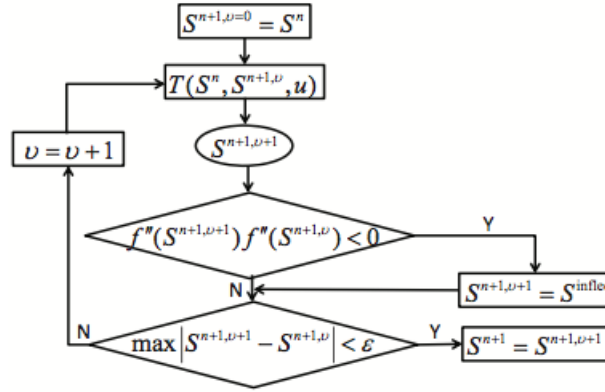 S^{n+1,υ=0} = S^n
T(S^n, S^{n+1,υ}, u)
υ = υ + 1
S^{n+1,υ+1}
f″(S^{n+1,υ+1}) f″(S^{n+1,υ}) < 0
Y
N
S^{n+1,υ+1} = S^{inflec
N
max|S^{n+1,υ+1} − S^{n+1,υ}| < ε
Y
S^{n+1} = S^{n+1,υ+1}